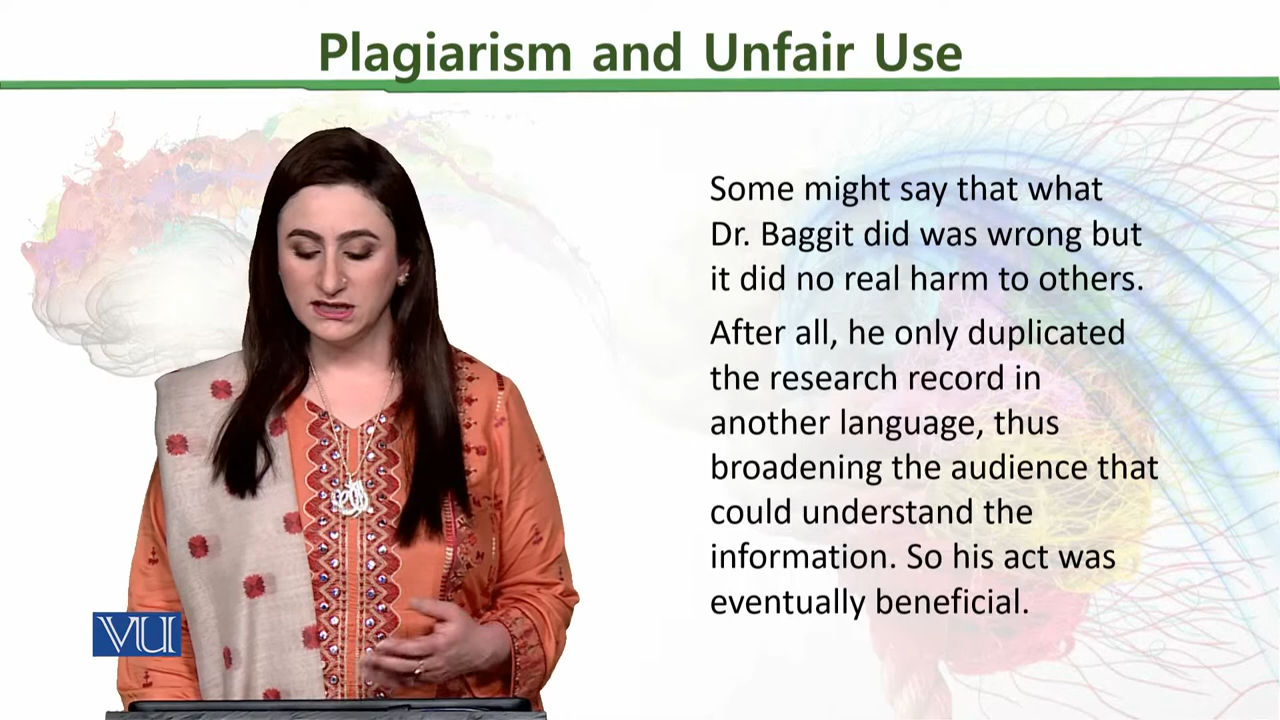 Plagiarism and Unfair Use
Some might say that what
Dr. Baggit did was wrong but
it did no real harm to others.
After all, he only duplicated
the research record in
another language, thus
broadening the audience that
could understand the
information. So his act was
eventually beneficial.
VU